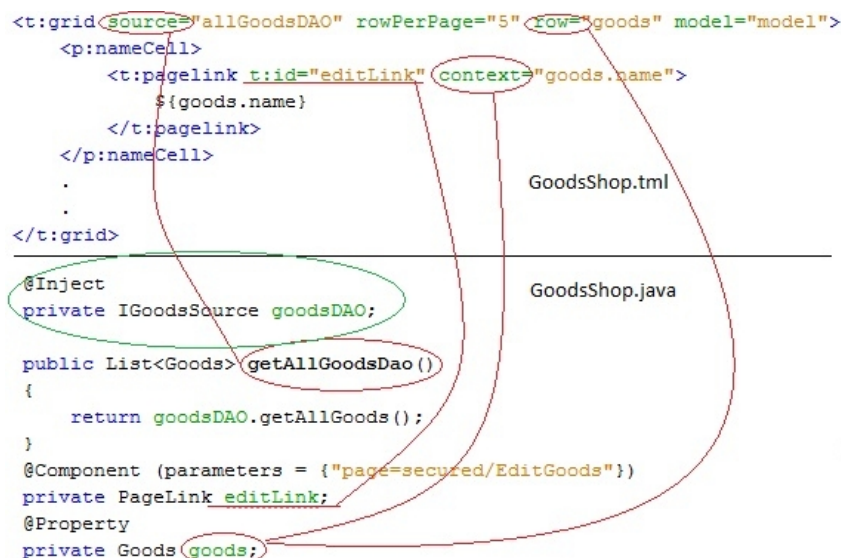 <t:grid source="allGoodsDAO" rowPerPage="5" row="goods" model="model">
<p:nameCell>
<t:pagelink t:id="editLink" context="goods.name">
${goods.name}
</t:pagelink>
</p:nameCell>
.
GoodsShop.tml
.
</t:grid>
@Inject
GoodsShop.java
private IGoodsSource goodsDAO;
public List<Goods> getAllGoodsDao()
{
return goodsDAO.getAllGoods();
}
@Component (parameters = {"page=secured/EditGoods"})
private PageLink editLink;
@Property
private Goods goods;